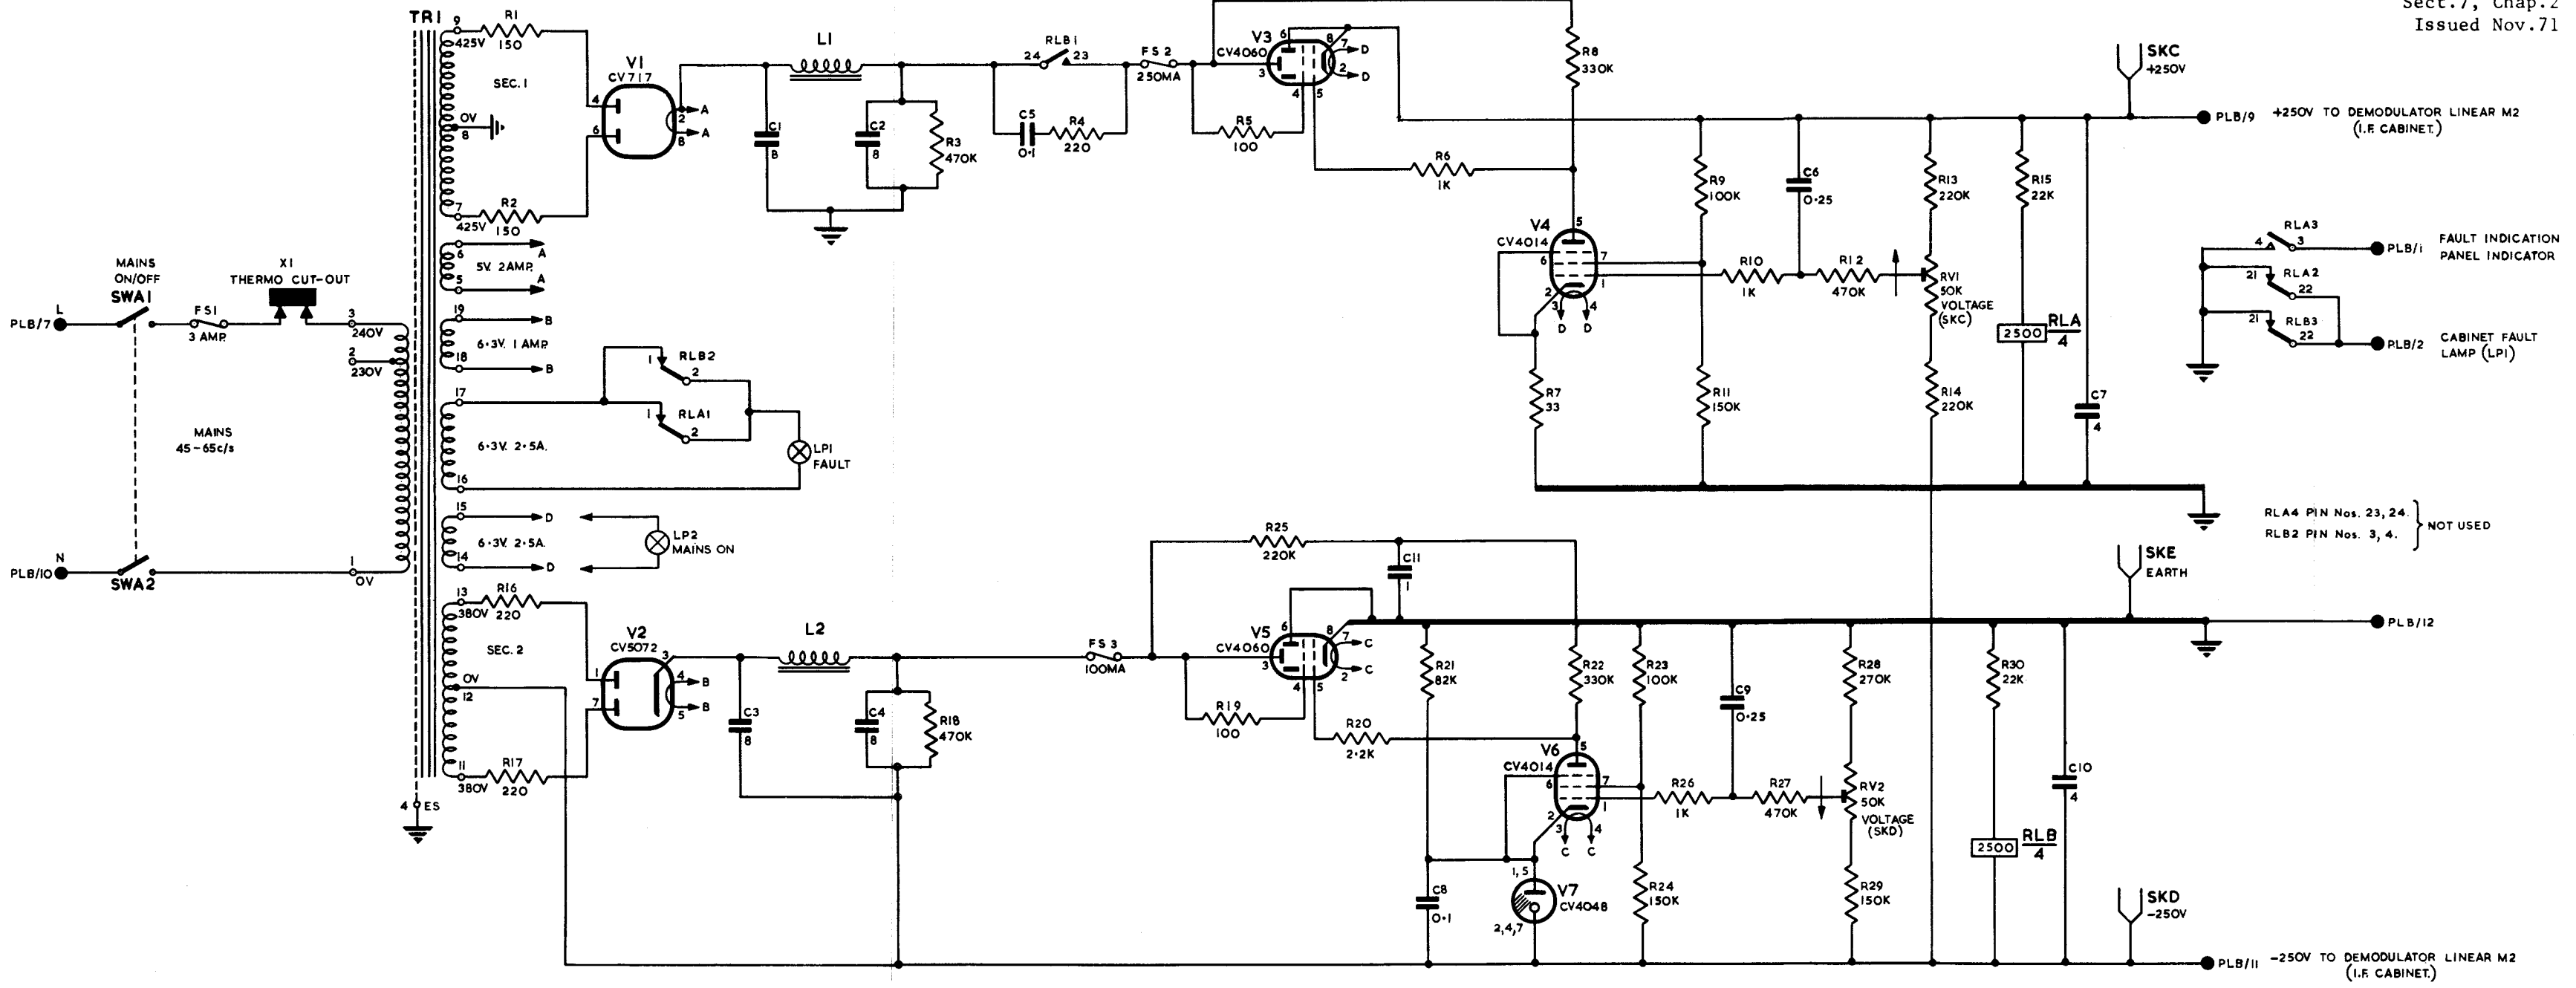 Sect.7, Chap.2
Issued Nov.71
TR1
9
425V
R1
150
SEC.1
0V
8
7
425V
R2
150
V1
CV717
4
6
2
8
A
A
L1
C1
8
C2
8
R3
470K
RLB1
24
23
C5
0·1
R4
220
FS2
250MA
V3
CV4060
6
8
7
D
3
2
D
4
5
R5
100
R6
1K
R8
330K
SKC
+250V
PLB/9
+250V TO DEMODULATOR LINEAR M2
(I.F. CABINET.)
V4
CV4014
5
6
7
1
2
3
4
D
D
R7
33
R9
100K
R11
150K
C6
0·25
R10
1K
R12
470K
R13
220K
RV1
50K
VOLTAGE
(SKC)
R14
220K
R15
22K
2500
RLA
4
C7
4
RLA3
4
3
PLB/1
FAULT INDICATION
PANEL INDICATOR
21
RLA2
22
21
RLB3
22
PLB/2
CABINET FAULT
LAMP (LP1)
RLA4 PIN Nos. 23, 24.
RLB2 PIN Nos. 3, 4.
NOT USED
MAINS
ON/OFF
SWA1
L
PLB/7
FS1
3 AMP.
X1
THERMO CUT-OUT
3
240V
2
230V
MAINS
45-65c/s
N
PLB/10
SWA2
1
0V
6
5V. 2AMP.
5
A
A
19
6·3V. 1 AMP.
18
B
B
17
6·3V. 2·5A.
16
1
RLB2
2
1
RLA1
2
LP1
FAULT
15
6·3V. 2·5A.
14
D
D
LP2
MAINS ON
13
380V
R16
220
SEC. 2
0V
12
11
380V
R17
220
4
ES
V2
CV5072
1
7
3
4
B
5
B
L2
C3
8
C4
8
R18
470K
FS3
100MA
R25
220K
C11
1
V5
CV4060
6
8
7
C
3
2
C
4
5
R19
100
R20
2·2K
R21
82K
R22
330K
R23
100K
C9
0·25
R28
270K
R30
22K
SKE
EARTH
PLB/12
V6
CV4014
5
6
7
1
2
3
4
C
C
R26
1K
R27
470K
RV2
50K
VOLTAGE
(SKD)
2500
RLB
4
C10
4
C8
0·1
1, 5
V7
CV4048
2,4,7
R24
150K
R29
150K
SKD
-250V
PLB/11
-250V TO DEMODULATOR LINEAR M2
(I.F. CABINET.)